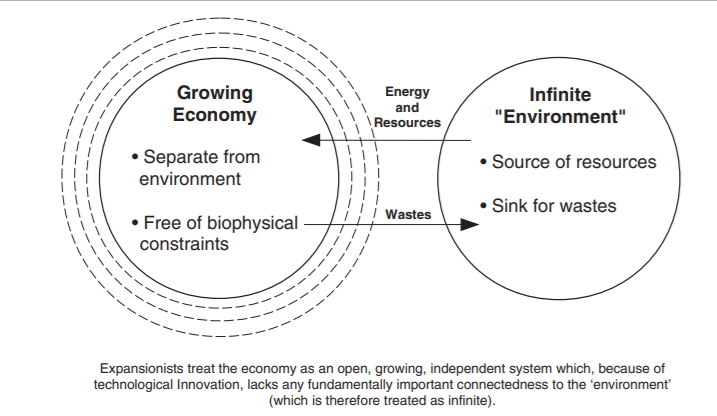 Growing
Economy
• Separate from
environment
• Free of biophysical
constraints
Energy
and
Resources
Wastes
Infinite
"Environment"
• Source of resources
• Sink for wastes
Expansionists treat the economy as an open, growing, independent system which, because of
technological Innovation, lacks any fundamentally important connectedness to the ‘environment’
(which is therefore treated as infinite).